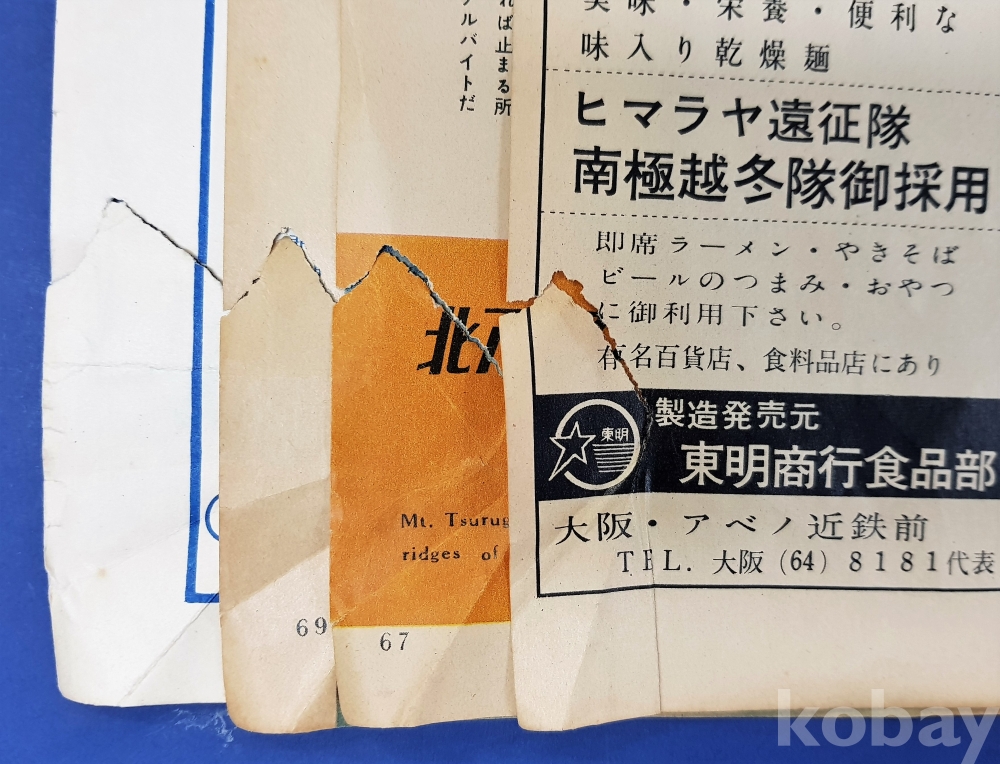 れば止まる所
ルバイトだ
美味・栄養・便利な
味入り乾燥麺
ヒマラヤ遠征隊
南極越冬隊御採用
即席ラーメン・やきそば
ビールのつまみ・おやつ
に御利用下さい。
有名百貨店、食料品店にあり
東明
製造発売元
東明商行食品部
大阪・アベノ近鉄前
TEL. 大阪 (64) 8181代表
北
Mt. Tsurug
ridges of
69
67
kobay